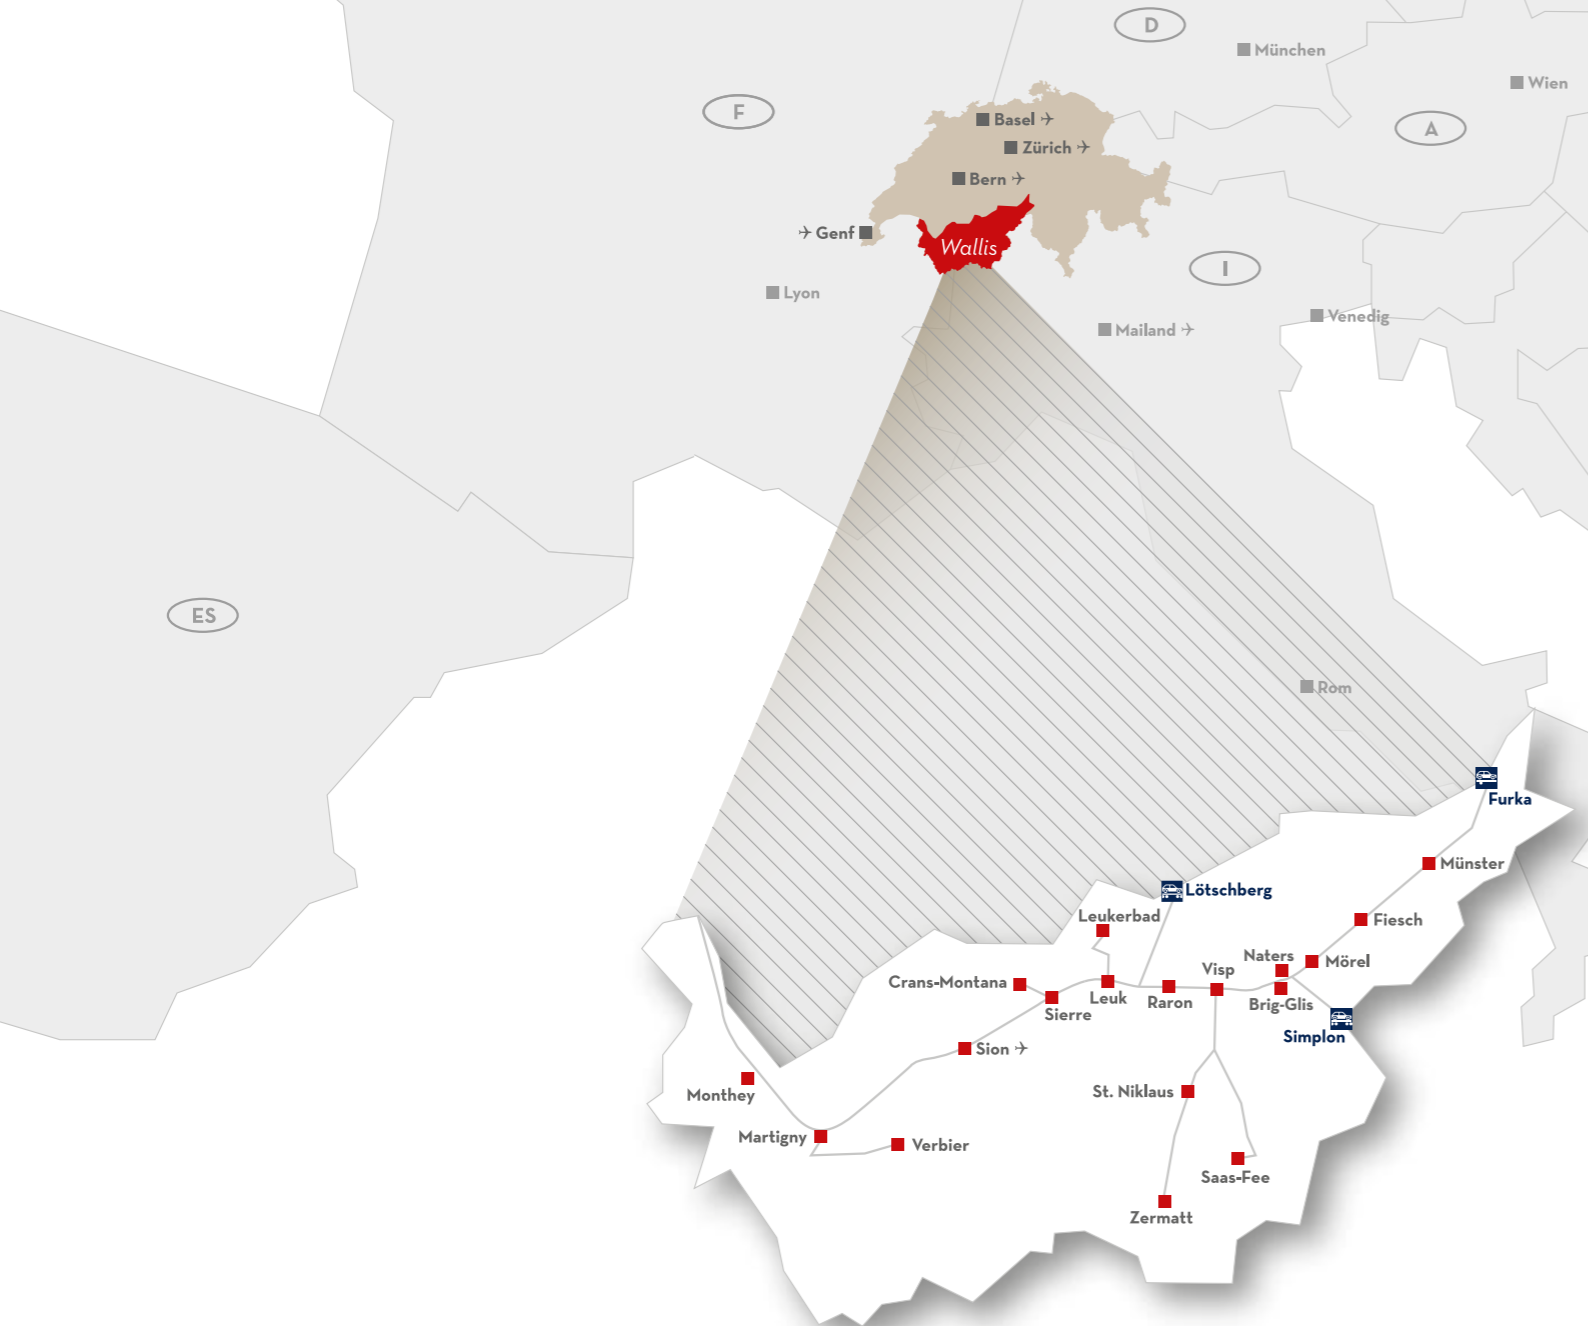 D
München
Wien
F
Basel
A
Zürich
Bern
Genf
Wallis
I
Lyon
Venedig
Mailand
ES
Rom
Furka
Münster
Lötschberg
Leukerbad
Fiesch
Naters
Mörel
Visp
Crans-Montana
Leuk
Raron
Brig-Glis
Sierre
Simplon
Sion
Monthey
St. Niklaus
Martigny
Verbier
Saas-Fee
Zermatt